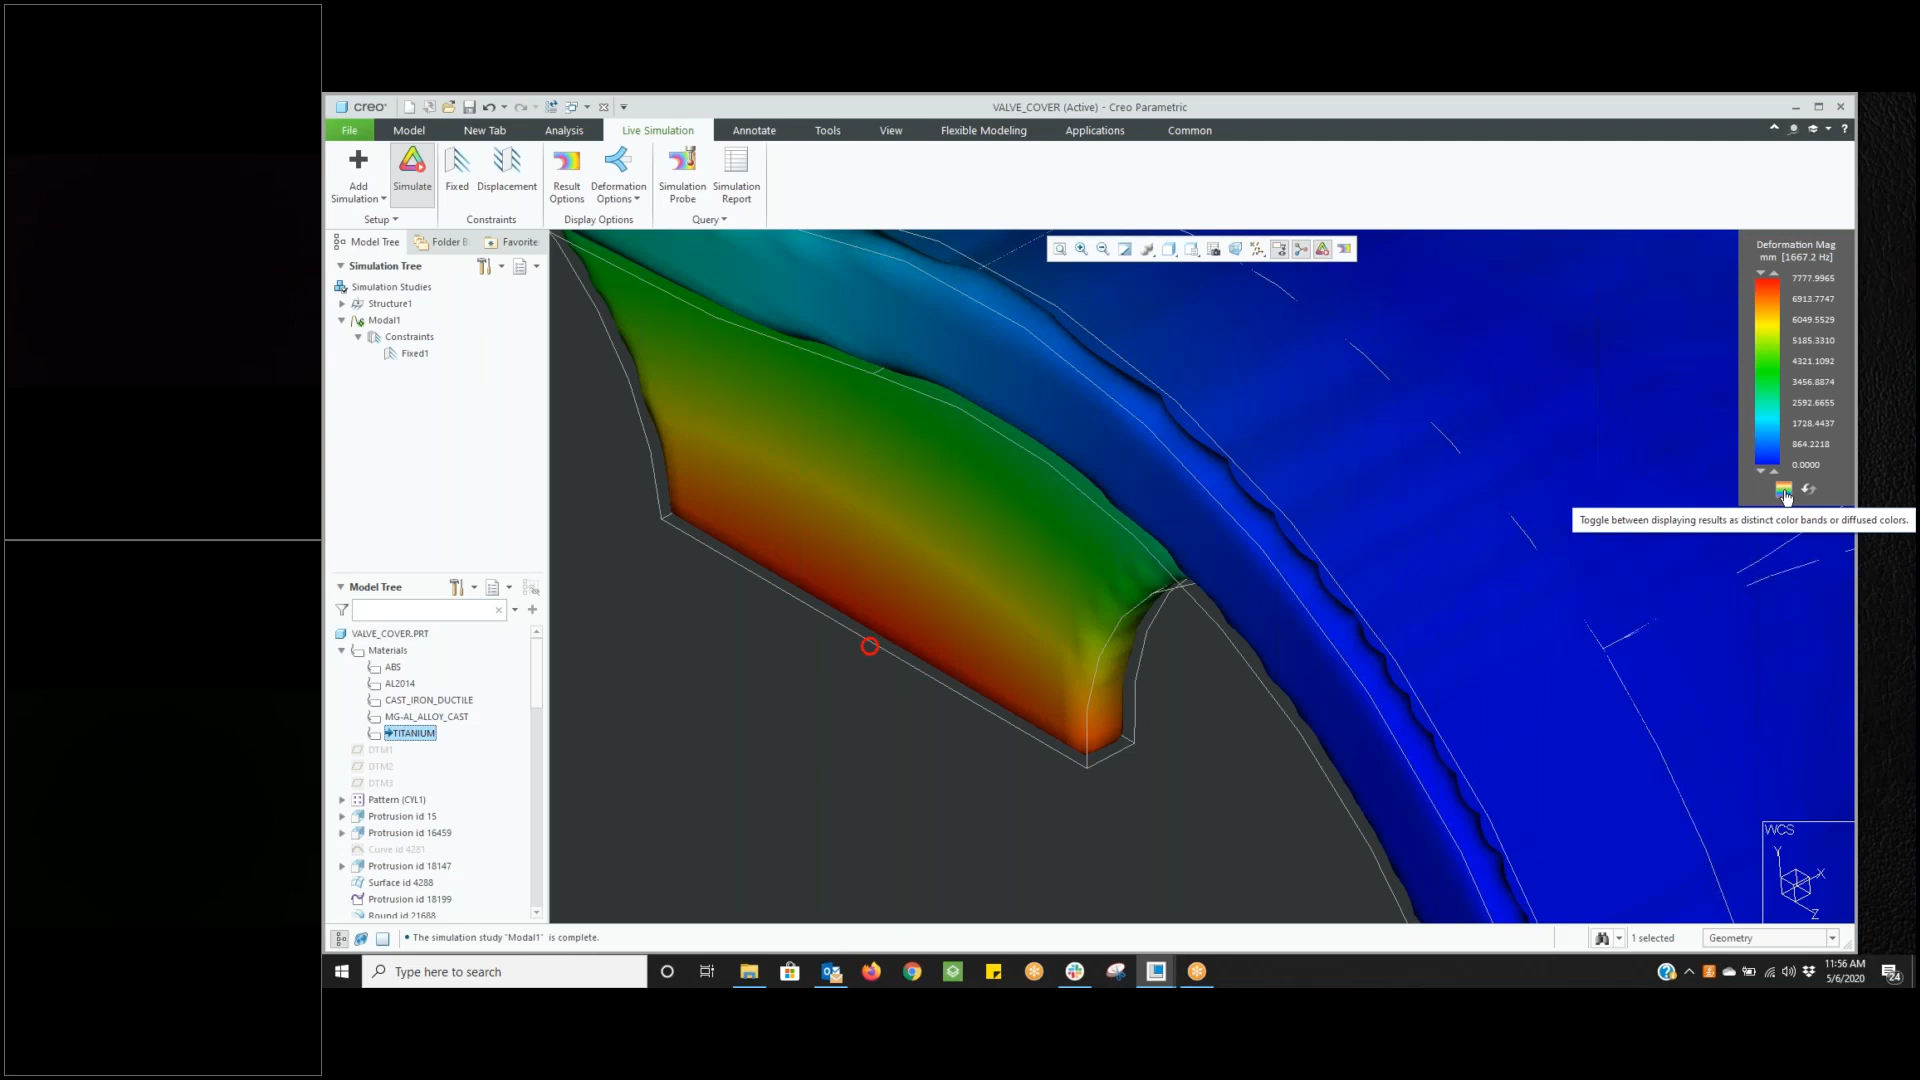 creo
VALVE_COVER (Active) - Creo Parametric
File
Model
New Tab
Analysis
Live Simulation
Annotate
Tools
View
Flexible Modeling
Applications
Common
Add
Simulation
Simulate
Fixed
Displacement
Result
Options
Deformation
Options
Simulation
Probe
Simulation
Report
Setup
Constraints
Display Options
Query
Model Tree
Folder B
Favorite
Simulation Tree
Simulation Studies
Structure1
Modal1
Constraints
Fixed1
Deformation Mag
mm [1667.2 Hz]
7777.9965
6913.7747
6049.5529
5185.3310
4321.1092
3456.8874
2592.6655
1728.4437
864.2218
0.0000
Toggle between displaying results as distinct color bands or diffused colors.
Model Tree
VALVE_COVER.PRT
Materials
ABS
AL2014
CAST_IRON_DUCTILE
MG-AL_ALLOY_CAST
TITANIUM
DTM1
DTM2
DTM3
Pattern (CYL1)
Protrusion id 15
Protrusion id 16459
Curve id 4281
Protrusion id 18147
Surface id 4288
Protrusion id 18199
Round id 21688
WCS
Y
X
Z
• The simulation study "Modal1" is complete.
1 selected
Geometry
Type here to search
11:56 AM
5/6/2020
24